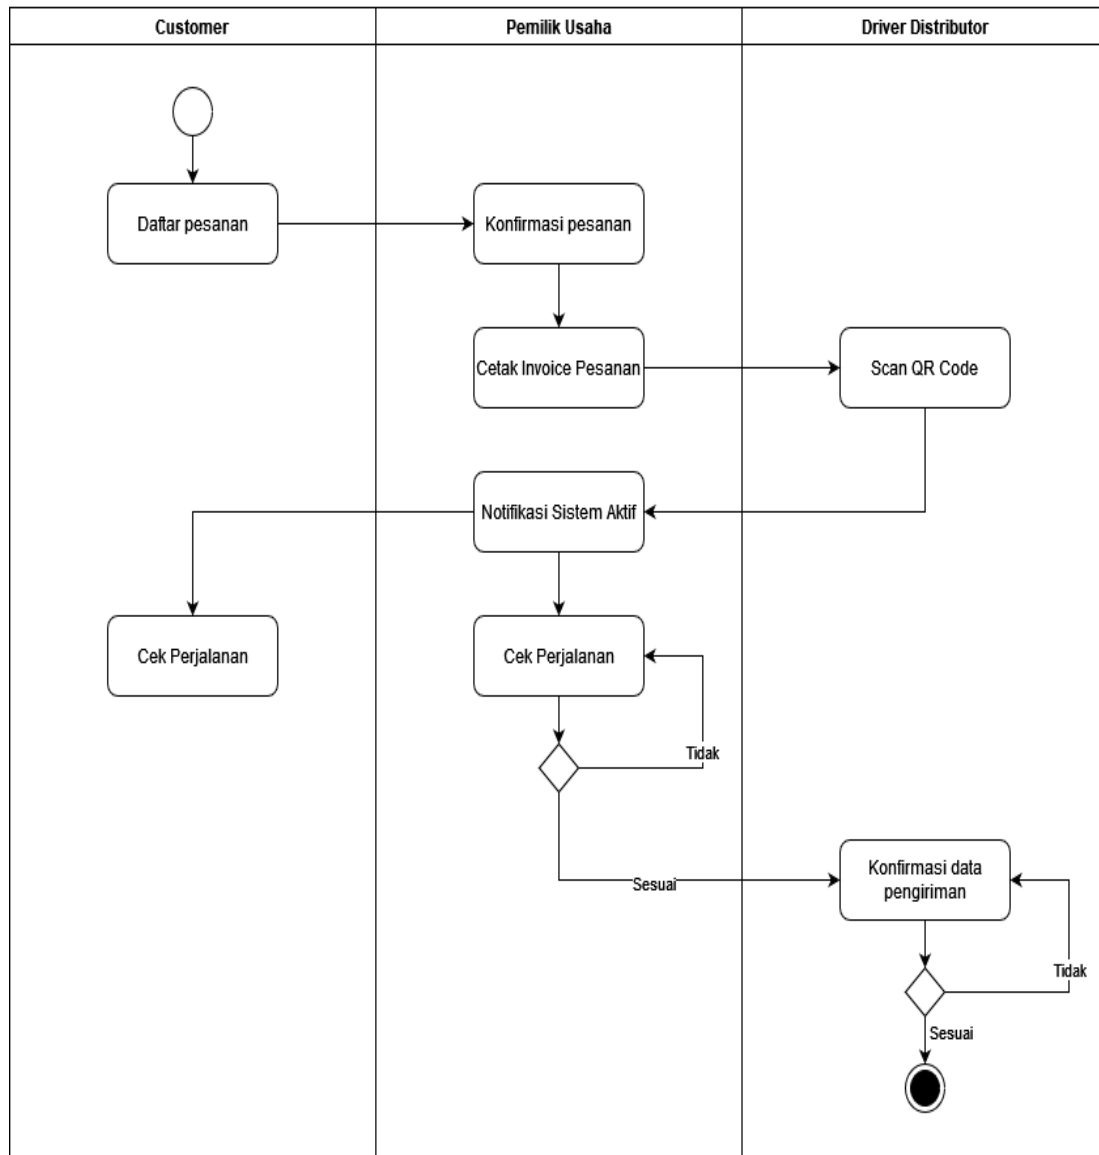 Customer
Pemilik Usaha
Driver Distributor
Daftar pesanan
Konfirmasi pesanan
Cetak Invoice Pesanan
Scan QR Code
Notifikasi Sistem Aktif
Cek Perjalanan
Cek Perjalanan
Tidak
Sesuai
Konfirmasi data
pengiriman
Tidak
Sesuai